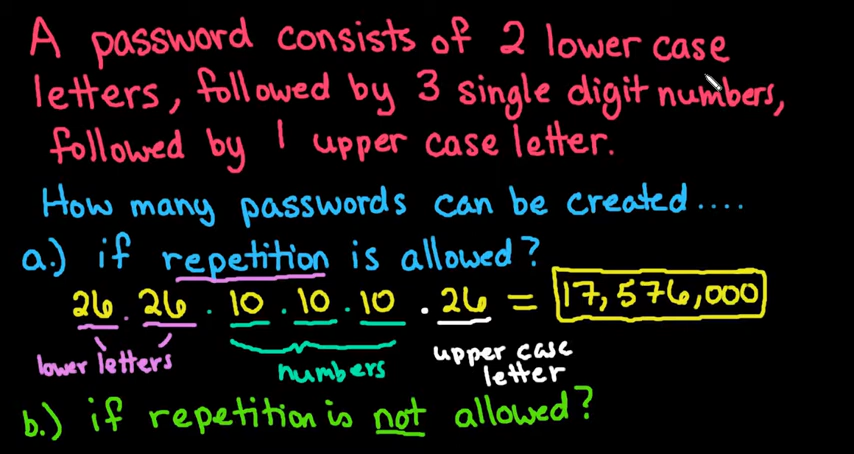 A password consists of 2 lower case
letters, followed by 3 single digit numbers,
followed by 1 upper case letter.
How many passwords can be created....
a.) if repetition is allowed?
26 . 26 . 10 . 10 . 10 . 26 = 17,576,000
lower letters numbers upper case
letter
b.) if repetition is not allowed?